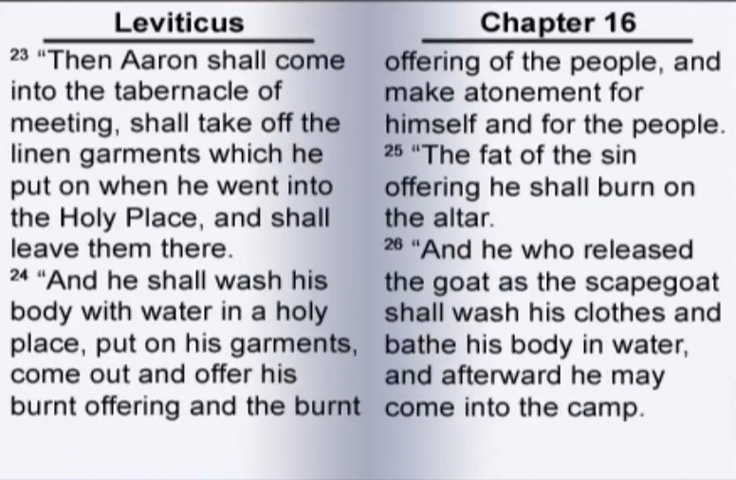 Leviticus
23 “Then Aaron shall come
into the tabernacle of
meeting, shall take off the
linen garments which he
put on when he went into
the Holy Place, and shall
leave them there.
24 “And he shall wash his
body with water in a holy
place, put on his garments,
come out and offer his
burnt offering and the burnt
Chapter 16
offering of the people, and
make atonement for
himself and for the people.
25 “The fat of the sin
offering he shall burn on
the altar.
26 “And he who released
the goat as the scapegoat
shall wash his clothes and
bathe his body in water,
and afterward he may
come into the camp.